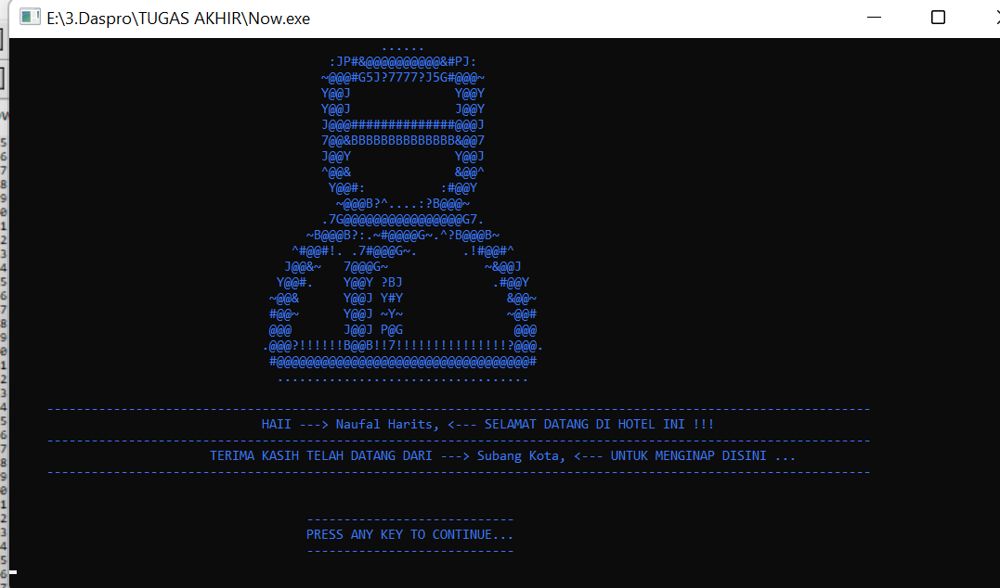 E:\3.Daspro\TUGAS AKHIR\Now.exe
......
:JP#&@@@@@@@@@@&#PJ:
~@@@#G5J?7777?J5G#@@@~
Y@@J              Y@@Y
Y@@J              J@@Y
J@@@##############@@@J
7@@&BBBBBBBBBBBBBB&@@7
J@@Y              Y@@J
^@@&              &@@^
Y@@#:          :#@@Y
~@@@B?^....:?B@@@~
.7G@@@@@@@@@@@@@@@@G7.
~B@@@B?:.~#@@@@G~.^?B@@@B~
^#@@#!. .7#@@@G~.      .!#@@#^
J@@&~   7@@@G~             ~&@@J
Y@@#.    Y@@Y ?BJ            .#@@Y
~@@&      Y@@J Y#Y              &@@~
#@@~      Y@@J ~Y~              ~@@#
@@@       J@@J P@G               @@@
.@@@?!!!!!!B@@B!!7!!!!!!!!!!!!!!!?@@@.
#@@@@@@@@@@@@@@@@@@@@@@@@@@@@@@@@@@#
..................................
---------------------------------------------------------------------------------------------------------------
HAII ---> Naufal Harits, <--- SELAMAT DATANG DI HOTEL INI !!!
---------------------------------------------------------------------------------------------------------------
TERIMA KASIH TELAH DATANG DARI ---> Subang Kota, <--- UNTUK MENGINAP DISINI ...
---------------------------------------------------------------------------------------------------------------
----------------------------
PRESS ANY KEY TO CONTINUE...
----------------------------